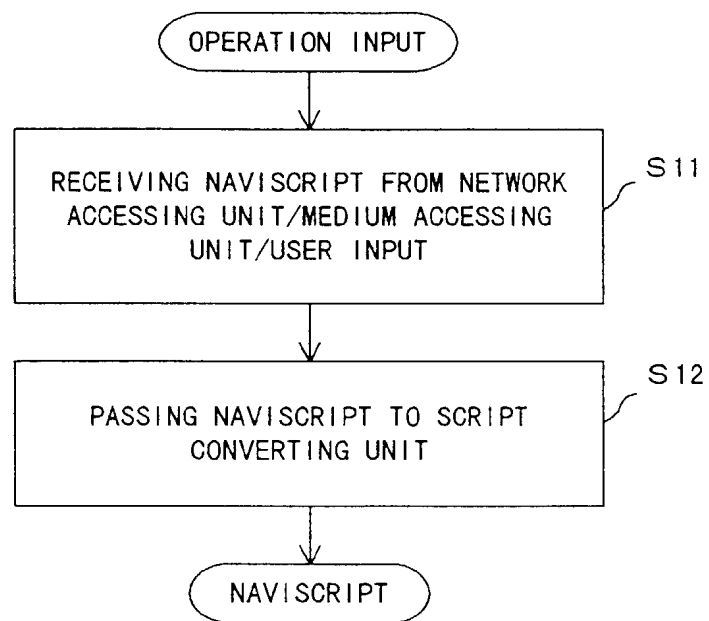 OPERATION INPUT
RECEIVING NAVISCRIPT FROM NETWORK
ACCESSING UNIT/MEDIUM ACCESSING
UNIT/USER INPUT
S11
PASSING NAVISCRIPT TO SCRIPT
CONVERTING UNIT
S12
NAVISCRIPT